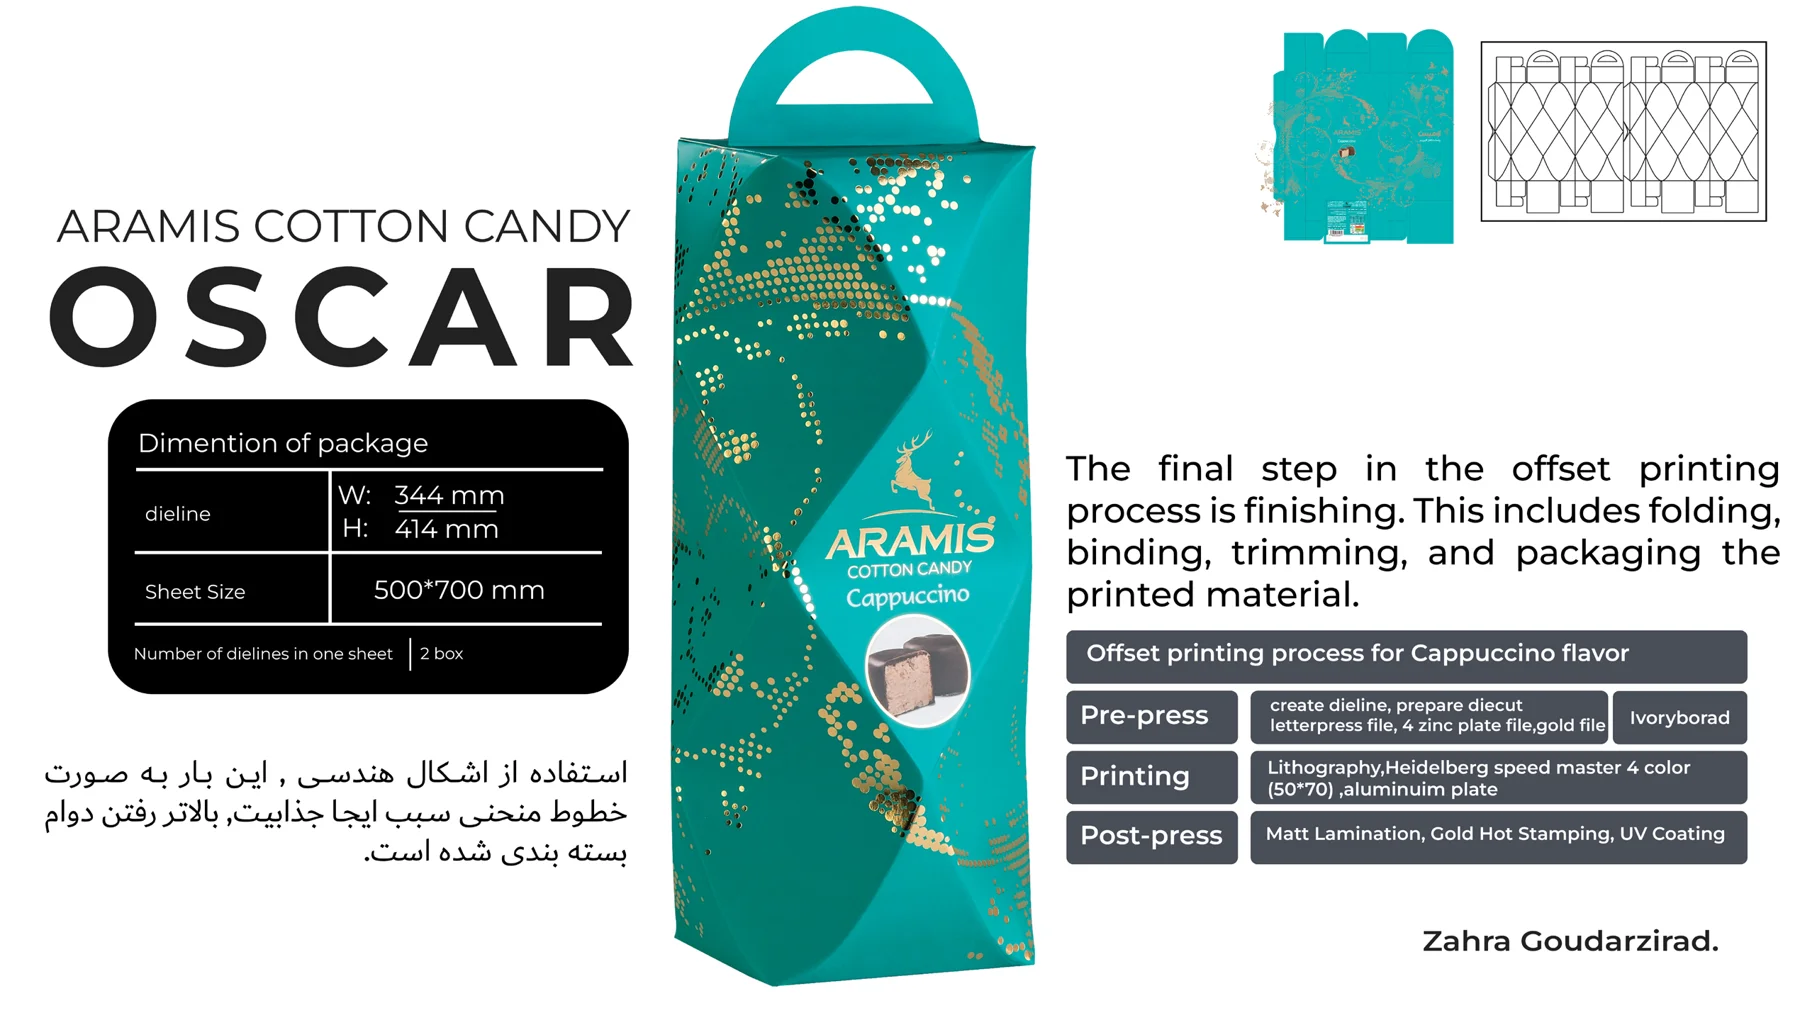 ARAMIS COTTON CANDY
OSCAR
Dimention of package
dieline
W: 344 mm
H: 414 mm
Sheet Size
500*700 mm
Number of dielines in one sheet | 2 box
استفاده از اشکال هندسی , این بار به صورت
خطوط منحنی سبب ایجا جذابیت, بالاتر رفتن دوام
بسته بندی شده است.
ARAMIS
COTTON CANDY
Cappuccino
ARAMIS
The final step in the offset printing
process is finishing. This includes folding,
binding, trimming, and packaging the
printed material.
Offset printing process for Cappuccino flavor
Pre-press
create dieline, prepare diecut
letterpress file, 4 zinc plate file,gold file
Ivoryborad
Printing
Lithography,Heidelberg speed master 4 color
(50*70) ,aluminuim plate
Post-press
Matt Lamination, Gold Hot Stamping, UV Coating
Zahra Goudarzirad.